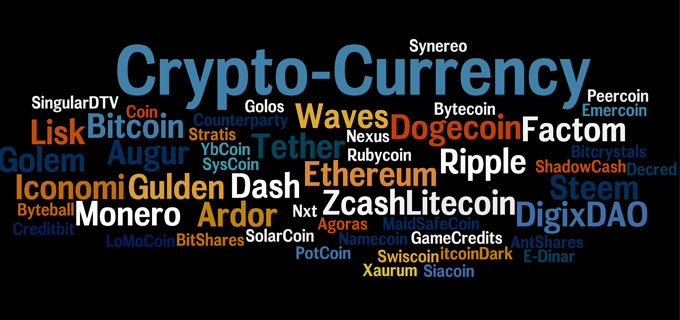 Synereo
Crypto-Currency
SingularDTV Coin Golos Waves Bytecoin Peercoin
Emercoin
Lisk Bitcoin Counterparty Dogecoin Factom
Stratis Tether Nexus
Golem Augur YbCoin Rubycoin Ripple Bitcrystals
SysCoin ShadowCash Decred
Iconomi Gulden Dash Ethereum Steem
Byteball Monero Ardor Nxt ZcashLitecoin DigixDAO
Creditbit Agoras MaidSafeCoin
LoMoCoin BitShares SolarCoin Namecoin GameCredits AntShares
PotCoin Swiscoin itcoinDark E-Dinar
Xaurum Siacoin